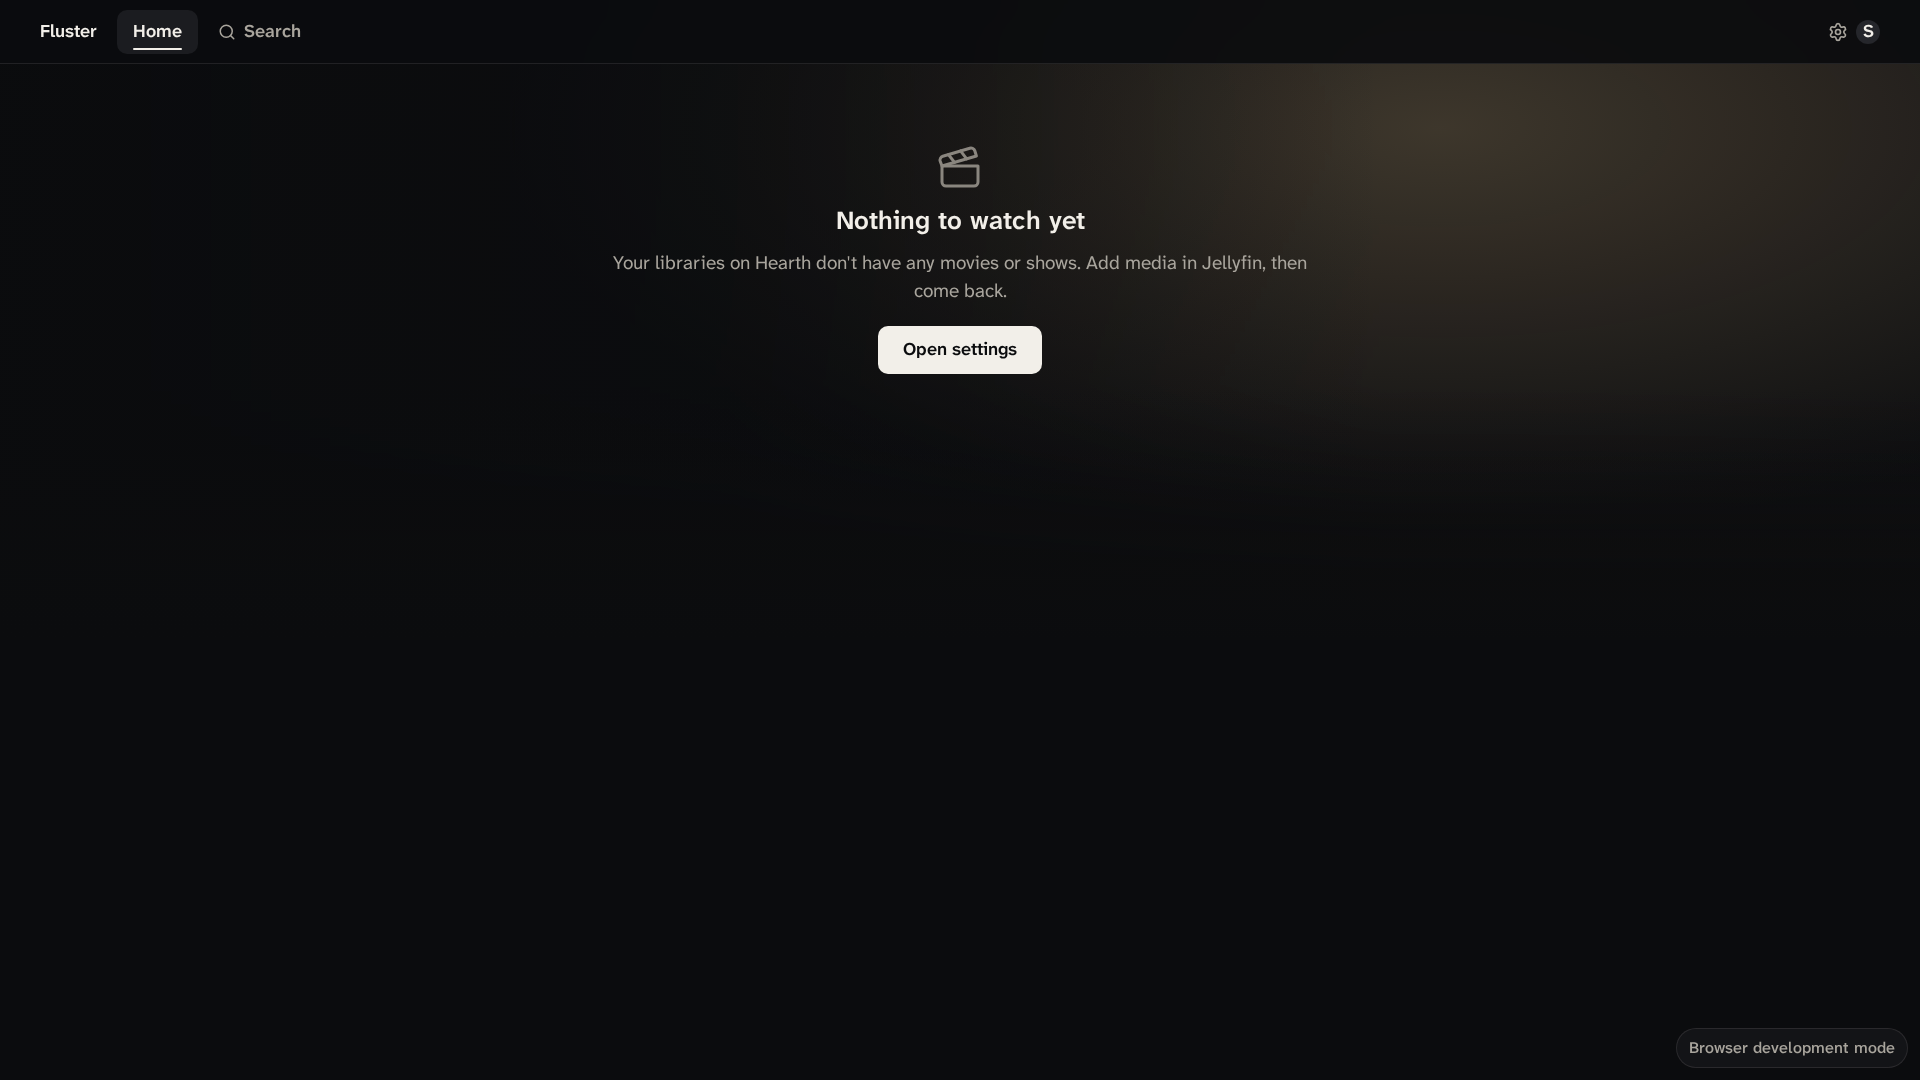 Fluster
Home
Search
S
Nothing to watch yet
Your libraries on Hearth don't have any movies or shows. Add media in Jellyfin, then
come back.
Open settings
Browser development mode